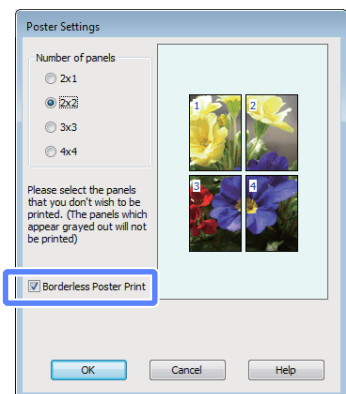 Poster Settings
Number of panels
2x1
2x2
3x3
4x4
1
2
3
4
Please select the panels
that you don't wish to be
printed. (The panels which
appear grayed out will not
be printed)
Borderless Poster Print
OK
Cancel
Help